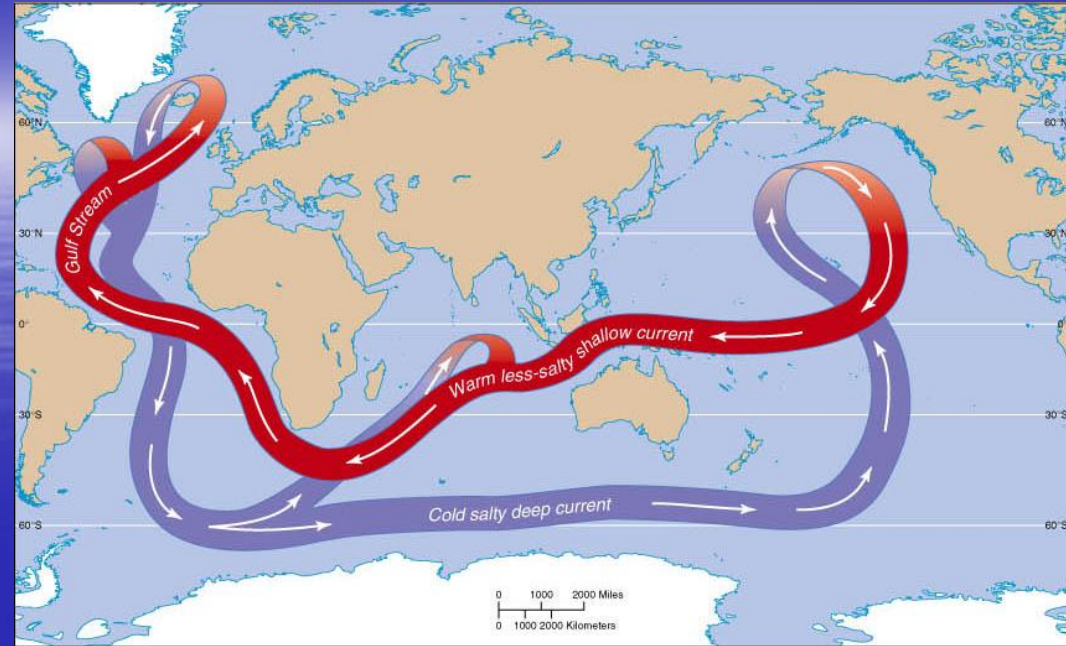 60°N
60°N
Gulf Stream
30°N
30°N
0°
0°
Warm less-salty shallow current
30°S
30°S
Cold salty deep current
60°S
60°S
0 1000 2000 Miles
0 1000 2000 Kilometers